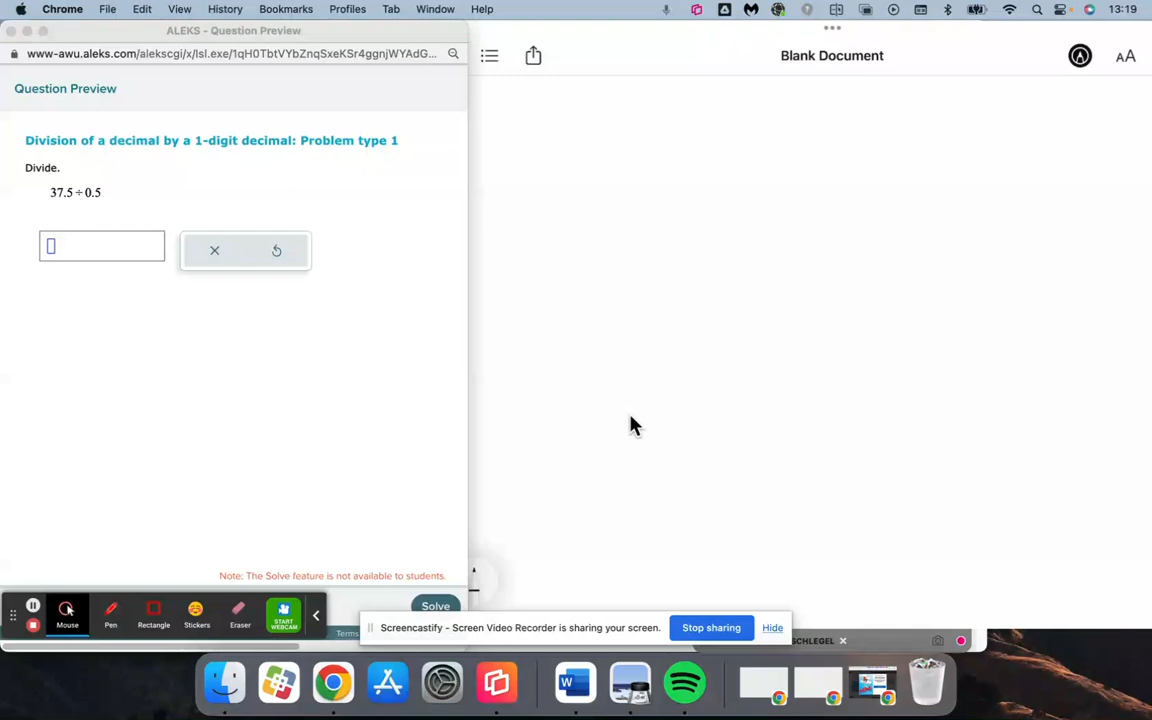 Chrome File Edit View History Bookmarks Profiles Tab Window Help 13:19
ALEKS - Question Preview
www-awu.aleks.com/alekscgi/x/lsl.exe/1qH0TbtVYbZnqSxeKSr4ggnjWYAdG...
Blank Document
AA
Question Preview
Division of a decimal by a 1-digit decimal: Problem type 1
Divide.
37.5 ÷ 0.5
Note: The Solve feature is not available to students.
Solve
Mouse Pen Rectangle Stickers Eraser START WEBCAM
Terms
Screencastify - Screen Video Recorder is sharing your screen. Stop sharing Hide
SCHLEGEL